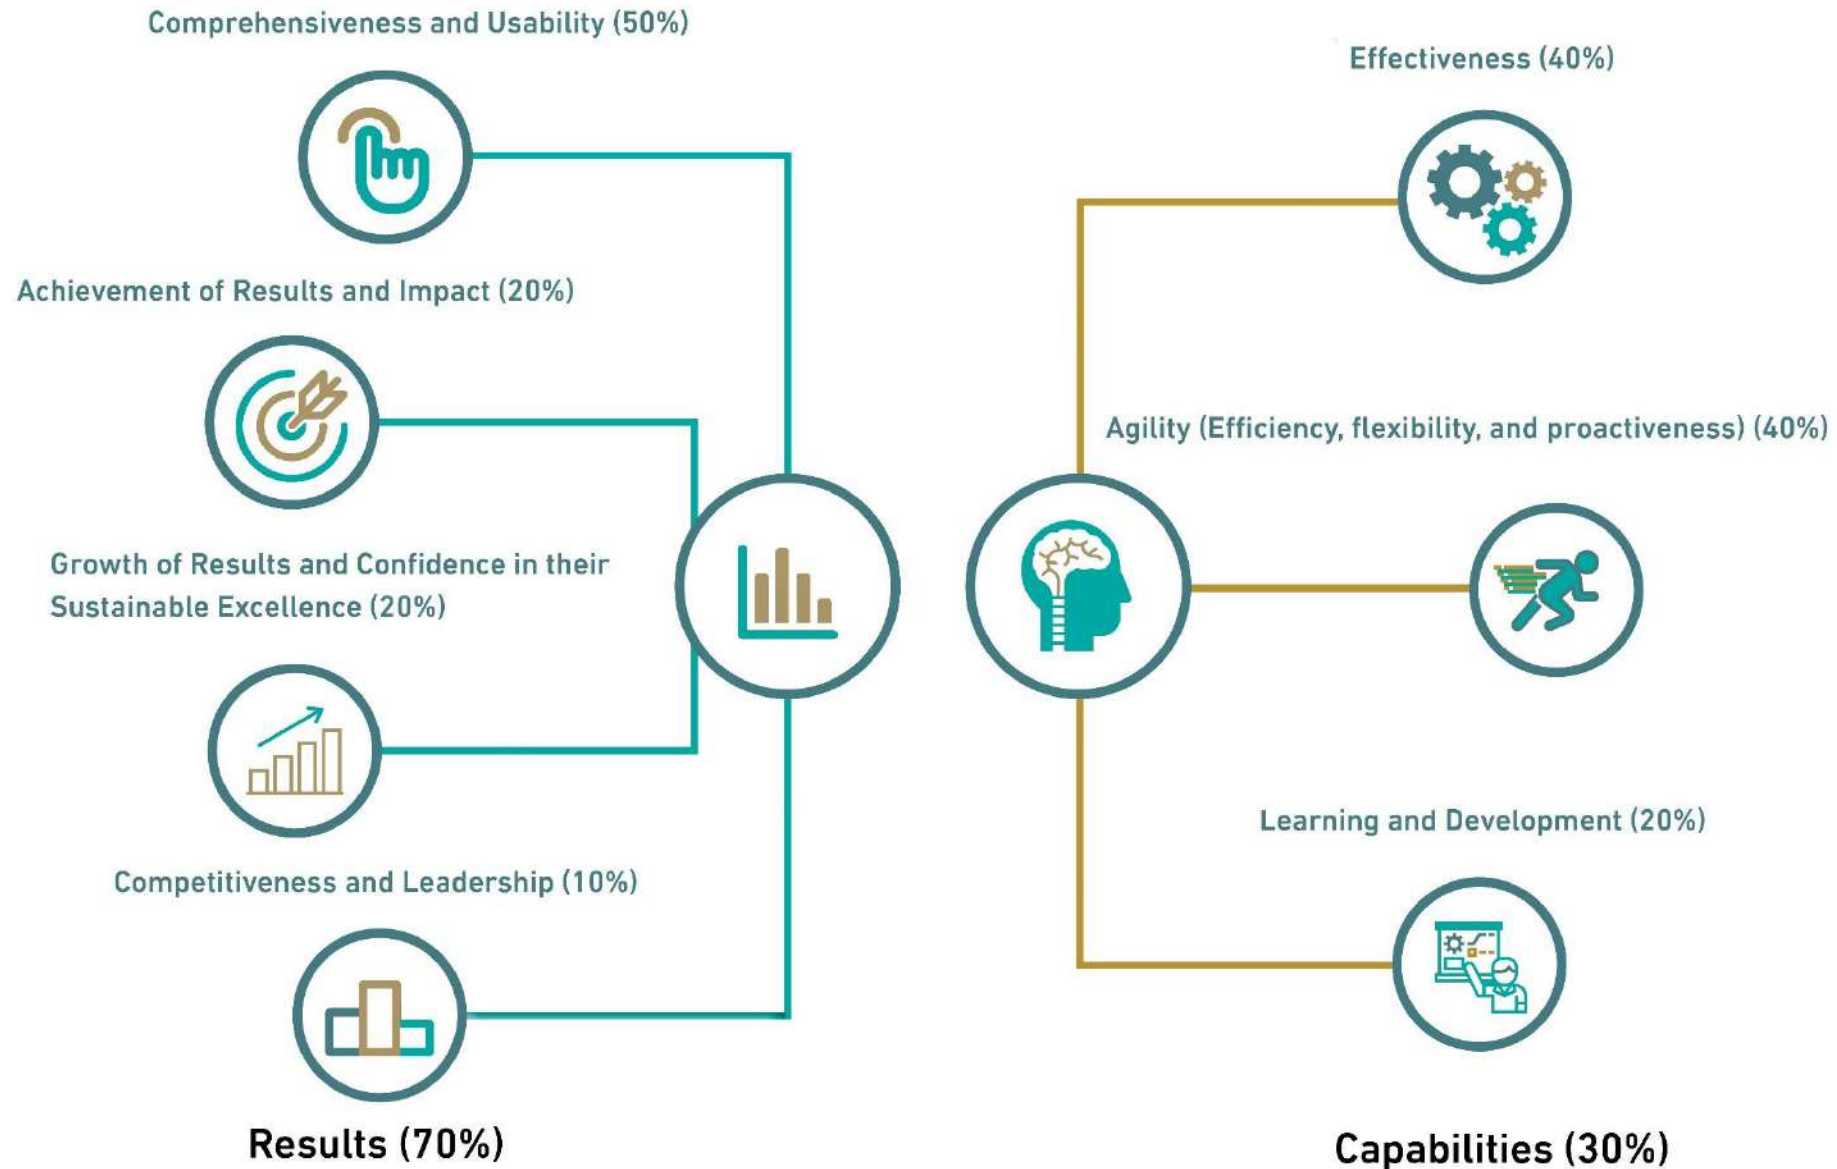 Comprehensiveness and Usability (50%)
Achievement of Results and Impact (20%)
Growth of Results and Confidence in their
Sustainable Excellence (20%)
Competitiveness and Leadership (10%)
Results (70%)
Effectiveness (40%)
Agility (Efficiency, flexibility, and proactiveness) (40%)
Learning and Development (20%)
Capabilities (30%)